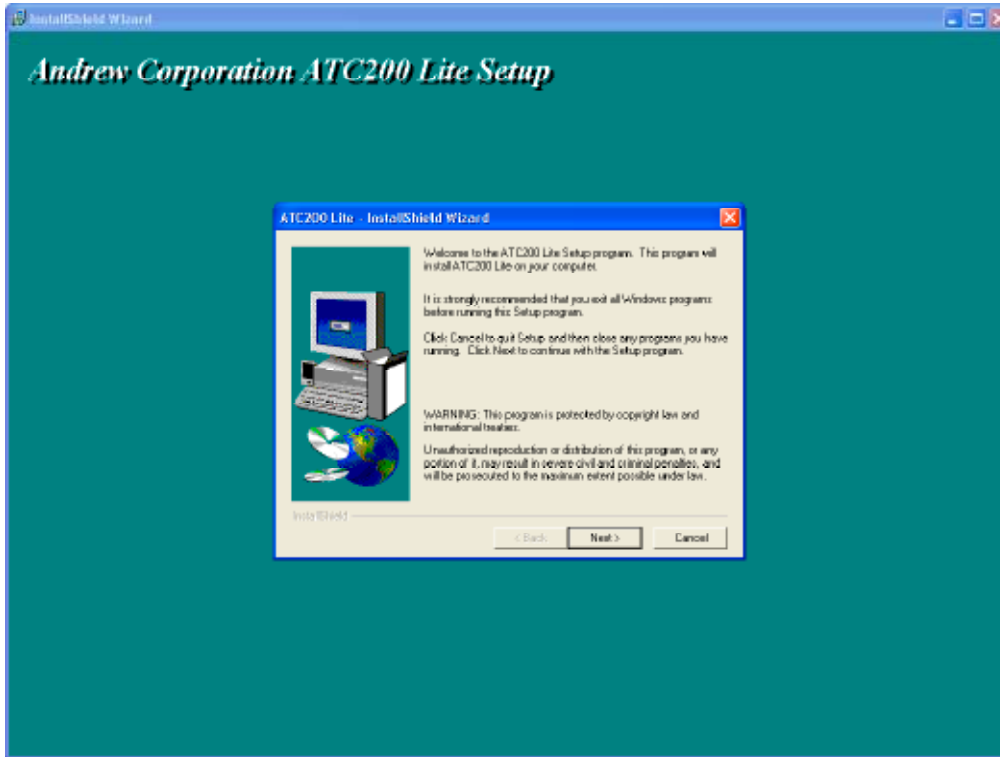 InstallShield Wizard
Andrew Corporation ATC200 Lite Setup
ATC200 Lite - InstallShield Wizard
Welcome to the ATC200 Lite Setup program. This program will
install ATC200 Lite on your computer.
It is strongly recommended that you exit all Windows programs
before running this Setup program.
Click Cancel to quit Setup and then close any programs you have
running. Click Next to continue with the Setup program.
WARNING: This program is protected by copyright law and
international treaties.
Unauthorized reproduction or distribution of this program, or any
portion of it, may result in severe civil and criminal penalties, and
will be prosecuted to the maximum extent possible under law.
InstallShield
< Back
Next >
Cancel